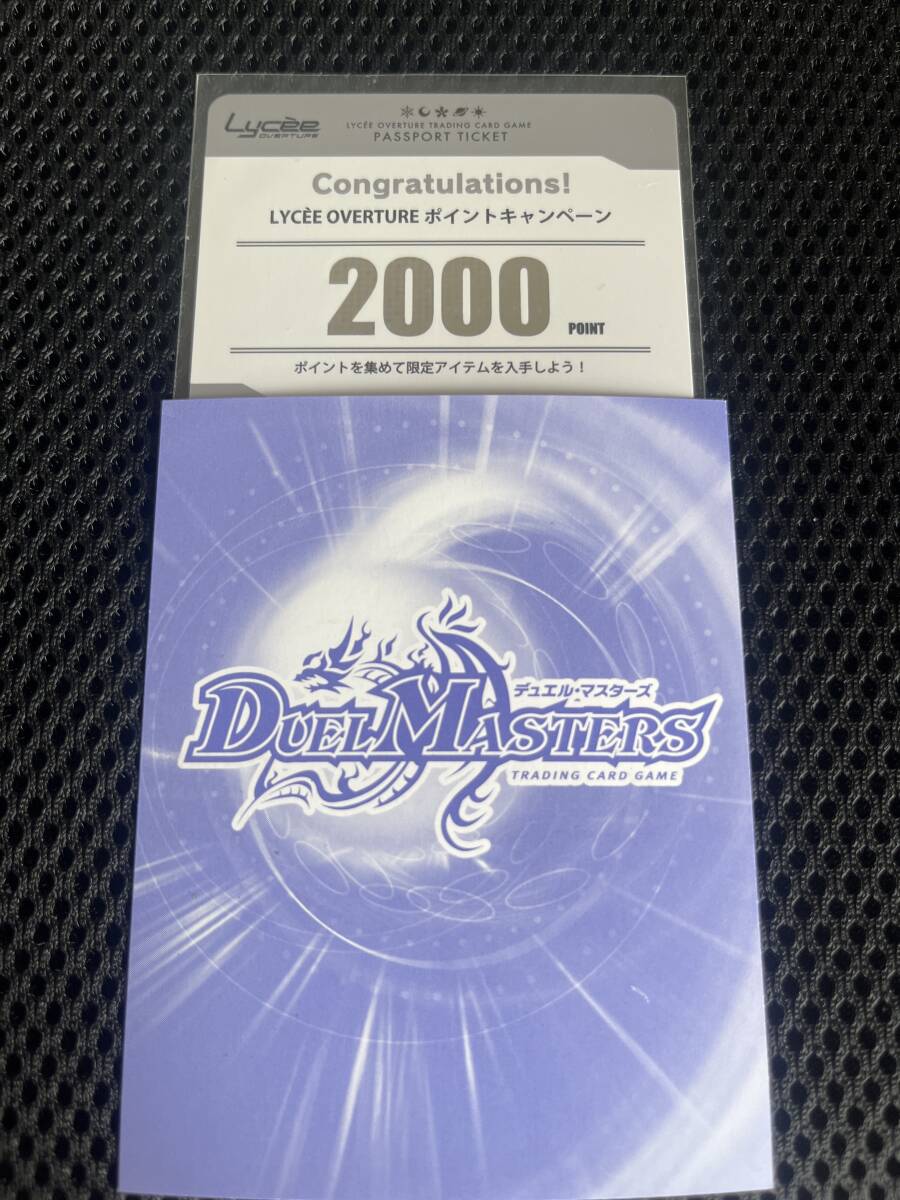 Lycèe
OVERTURE
LYCÈE OVERTURE TRADING CARD GAME
PASSPORT TICKET
Congratulations!
LYCÈE OVERTURE ポイントキャンペーン
2000 POINT
ポイントを集めて限定アイテムを入手しよう！
デュエル・マスターズ
DUEL MASTERS
TRADING CARD GAME